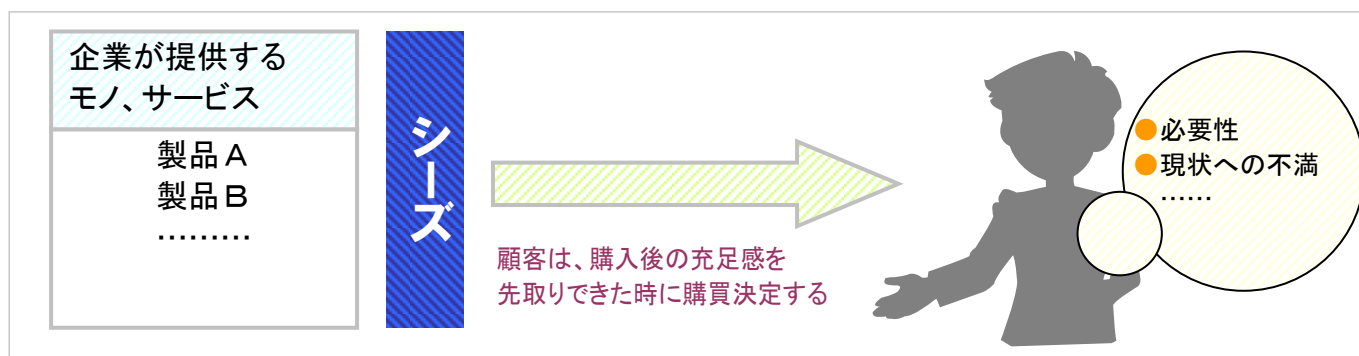 企業が提供する
モノ、サービス
製品A
製品B
………
シーズ
顧客は、購入後の充足感を
先取りできた時に購買決定する
●必要性
●現状への不満
……